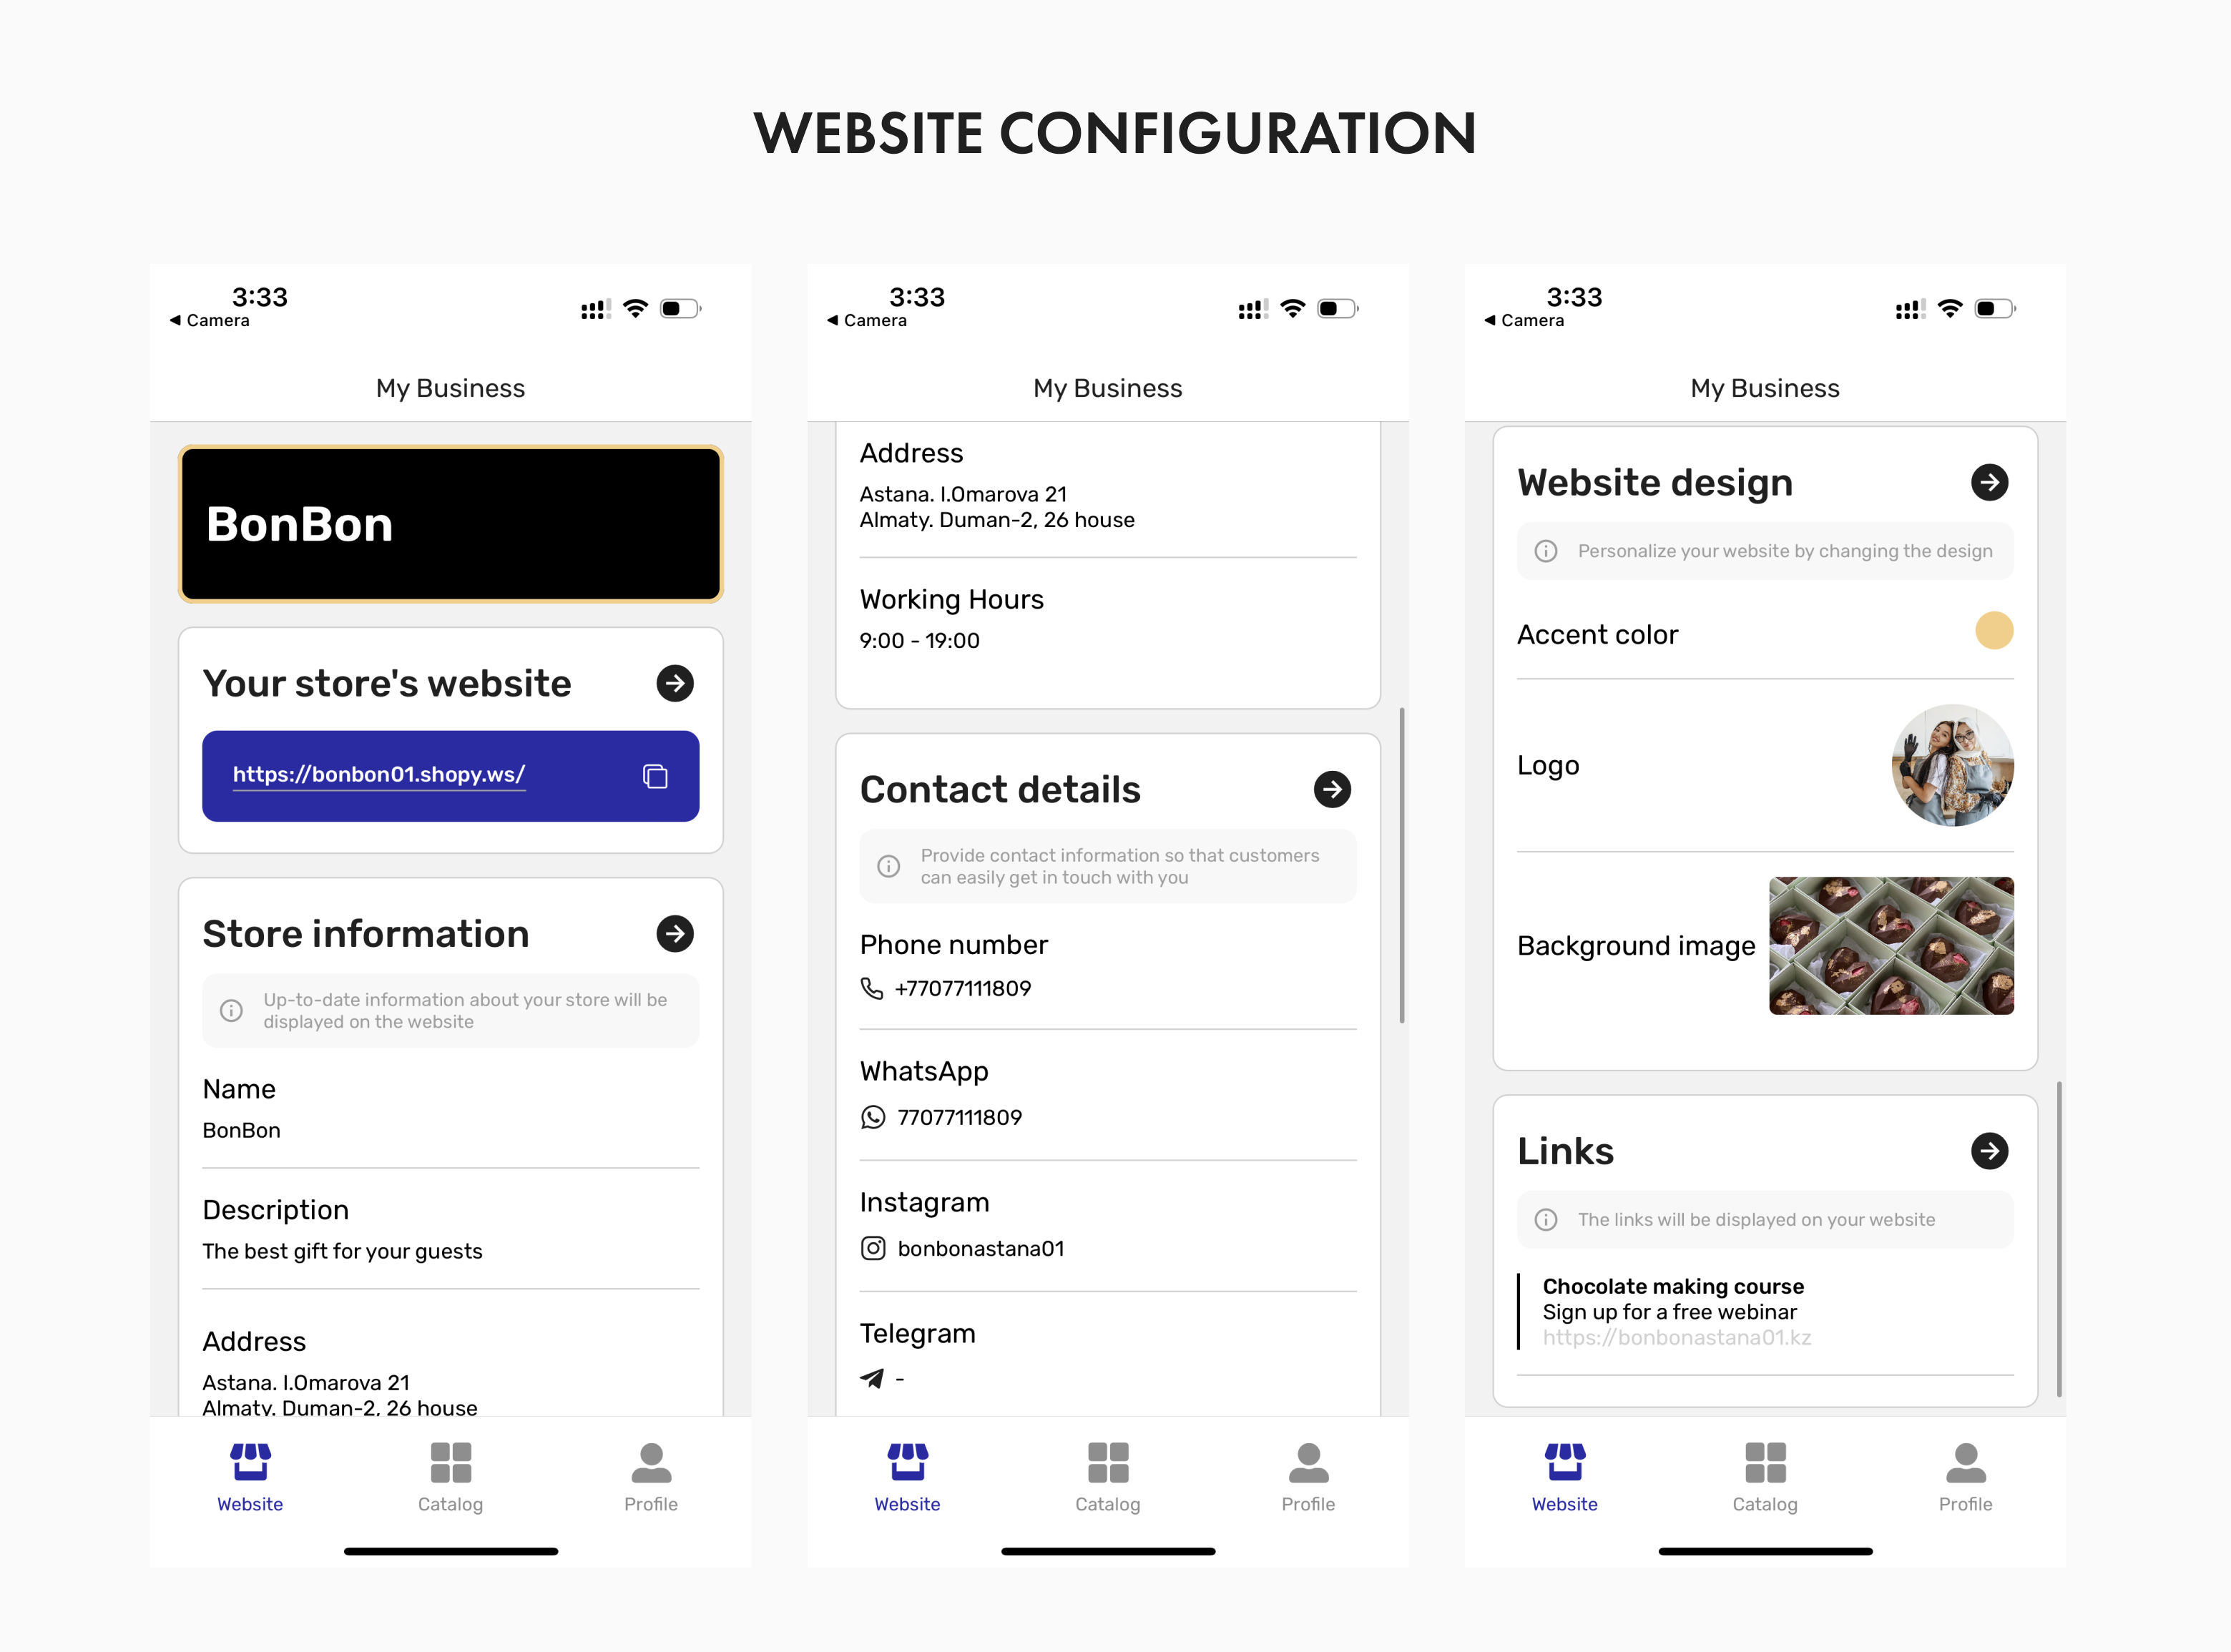 WEBSITE CONFIGURATION
3:33
Camera
My Business
BonBon
Your store's website
https://bonbon01.shopy.ws/
Store information
Up-to-date information about your store will be
displayed on the website
Name
BonBon
Description
The best gift for your guests
Address
Astana. I.Omarova 21
Almaty. Duman-2, 26 house
Website
Catalog
Profile
3:33
Camera
My Business
Address
Astana. I.Omarova 21
Almaty. Duman-2, 26 house
Working Hours
9:00 - 19:00
Contact details
Provide contact information so that customers
can easily get in touch with you
Phone number
+77077111809
WhatsApp
77077111809
Instagram
bonbonastana01
Telegram
-
Website
Catalog
Profile
3:33
Camera
My Business
Website design
Personalize your website by changing the design
Accent color
Logo
Background image
Links
The links will be displayed on your website
Chocolate making course
Sign up for a free webinar
https://bonbonastana01.kz
Website
Catalog
Profile